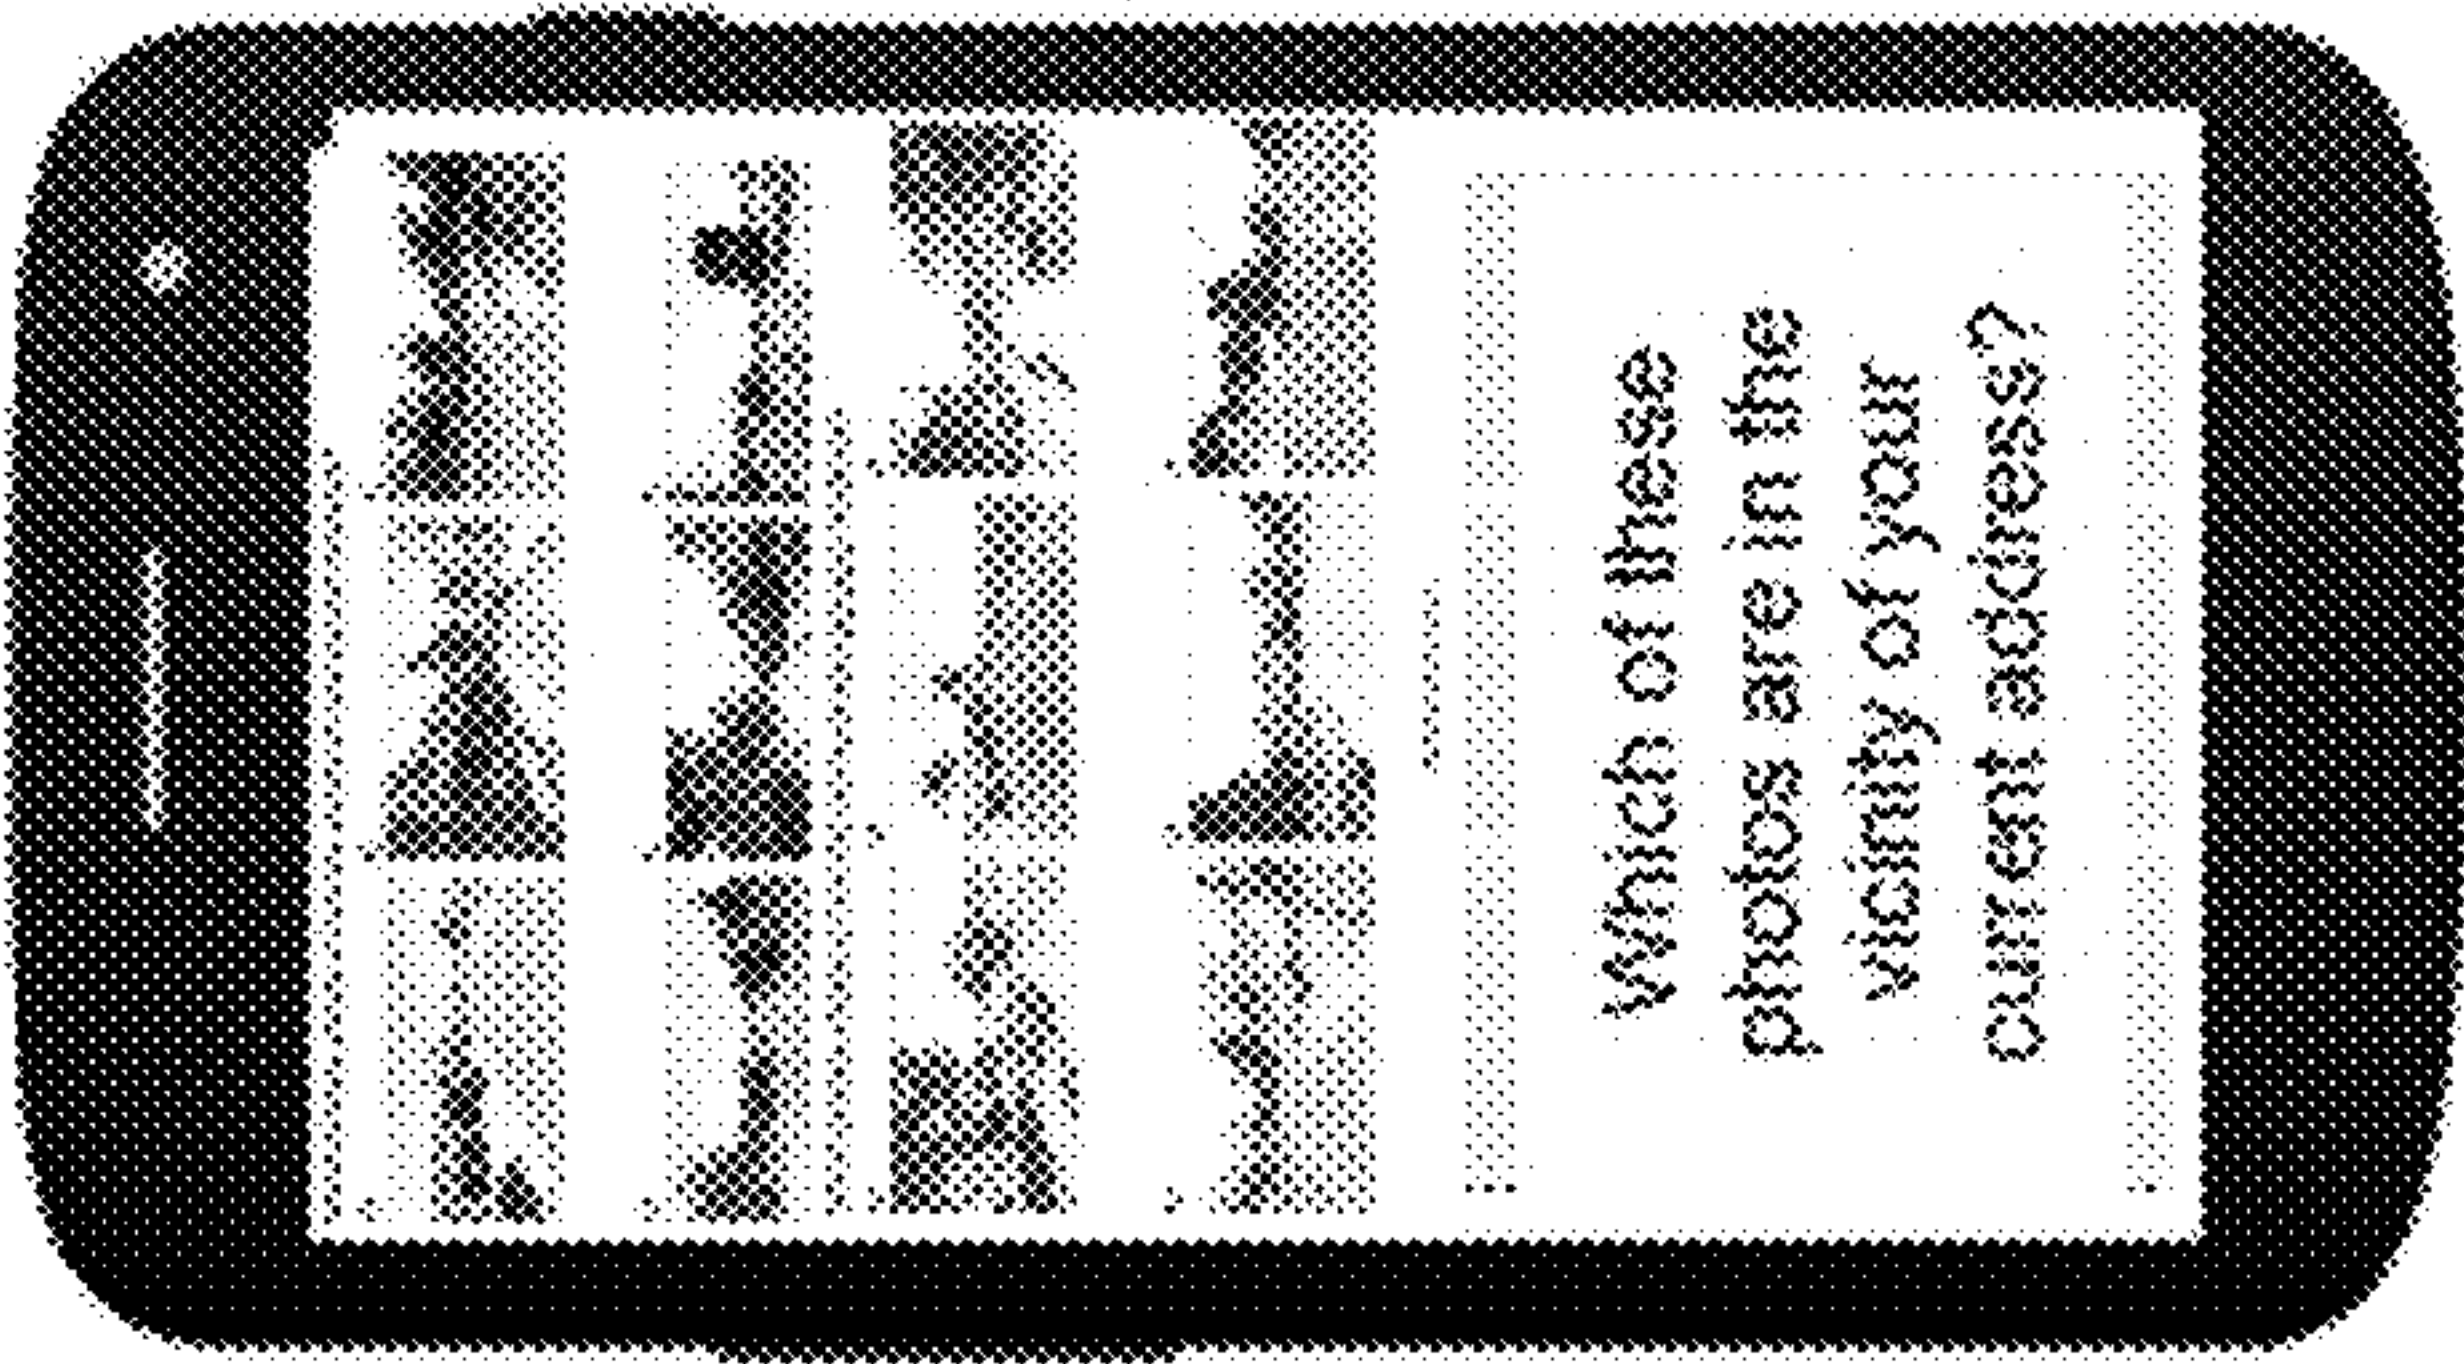 Which of these
photos are in the
vicinity of your
current address?